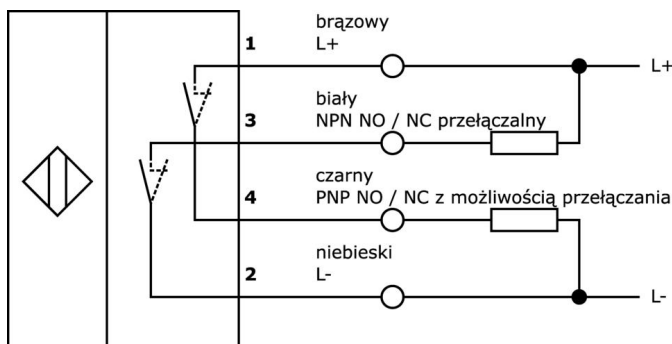 brązowy
1 L+
L+
biały
3 NPN NO / NC przełączalny
czarny
4 PNP NO / NC z możliwością przełączania
niebieski
2 L-
L-